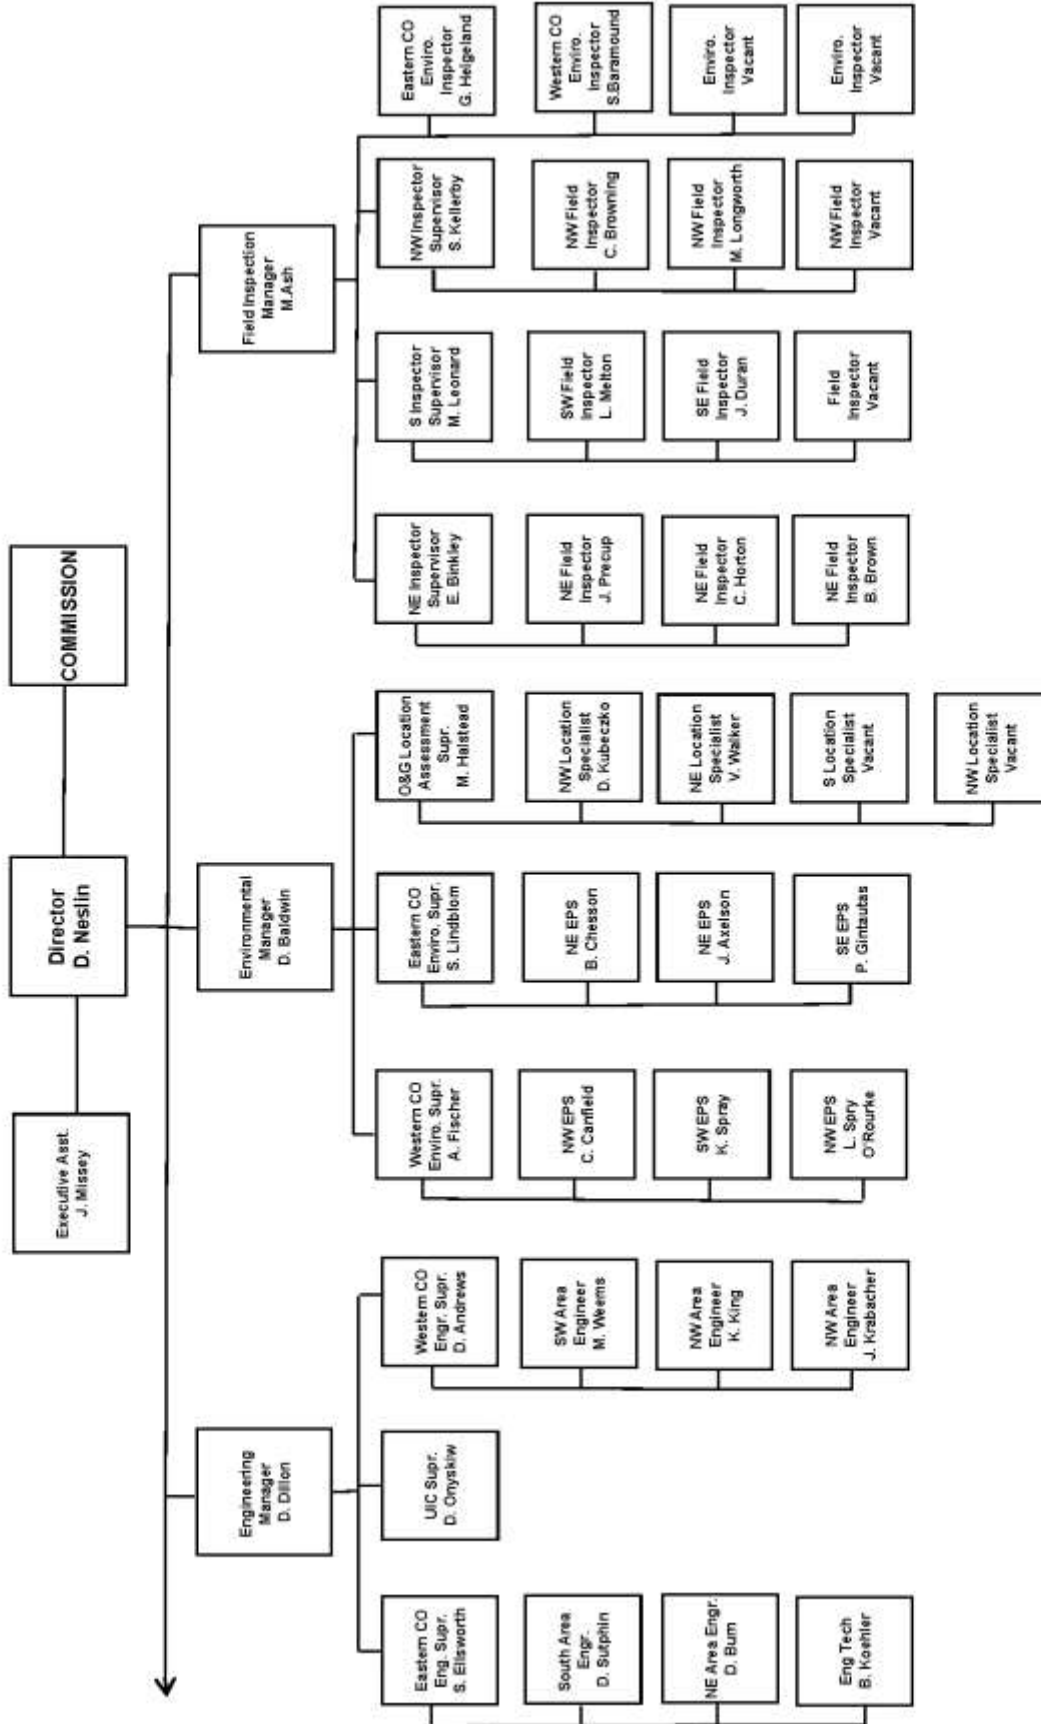 COMMISSION
Director
D. Neslin
Executive Asst.
J. Missey
Engineering
Manager
D. Dillon
Environmental
Manager
D. Baldwin
Field Inspection
Manager
M.Ash
Eastern CO
Eng. Supr.
S. Ellsworth
South Area
Engr.
D. Sutphin
NE Area Engr.
D. Burn
Eng Tech
B. Koehler
UIC Supr.
D. Onyskiw
Western CO
Engr. Supr.
D. Andrews
SW Area
Engineer
M. Weems
NW Area
Engineer
K. King
NW Area
Engineer
J. Krabacher
Western CO
Enviro. Supr.
A. Fischer
NW EPS
C. Canfield
SW EPS
K. Spray
NW EPS
L. Spry
O'Rourke
Eastern CO
Enviro. Supr.
S. Lindblom
NE EPS
B. Chesson
NE EPS
J. Axelson
SE EPS
P. Gintautas
O&G Location
Assessment
Supr.
M. Halstead
NW Location
Specialist
D. Kubeczko
NE Location
Specialist
V. Walker
S Location
Specialist
Vacant
NW Location
Specialist
Vacant
NE Inspector
Supervisor
E. Binkley
NE Field
Inspector
J. Precup
NE Field
Inspector
C. Horton
NE Field
Inspector
B. Brown
S Inspector
Supervisor
M. Leonard
SW Field
Inspector
L. Melton
SE Field
Inspector
J. Duran
Field
Inspector
Vacant
NW Inspector
Supervisor
S. Kellerby
NW Field
Inspector
C. Browning
NW Field
Inspector
M. Longworth
NW Field
Inspector
Vacant
Eastern CO
Enviro.
Inspector
G. Helgeland
Western CO
Enviro.
Inspector
S.Baramound
Enviro.
Inspector
Vacant
Enviro.
Inspector
Vacant